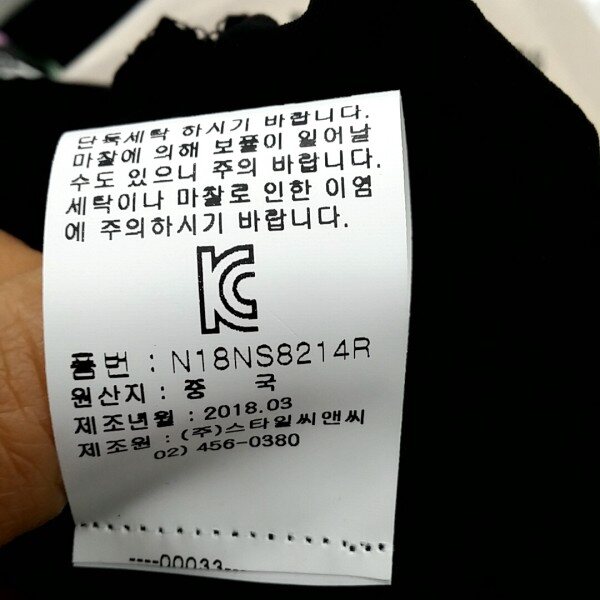 단독세탁 하시기 바랍니다.
마찰에 의해 보풀이 일어날
수도 있으니 주의 바랍니다.
세탁이나 마찰로 인한 이염
에 주의하시기 바랍니다.
KC
품번 : N18NS8214R
원산지 : 중 국
제조년월 : 2018.03
제조원 : (주)스타일씨앤씨
02) 456-0380
----00033---